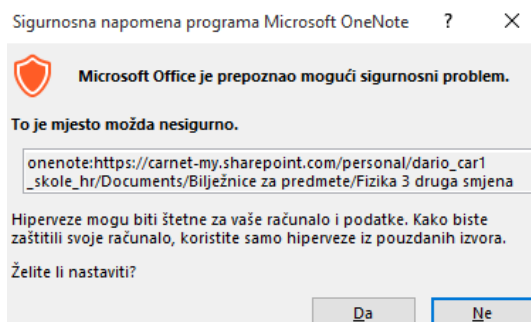 Sigurnosna napomena programa Microsoft OneNote ? ×
Microsoft Office je prepoznao mogući sigurnosni problem.
To je mjesto možda nesigurno.
onenote:https://carnet-my.sharepoint.com/personal/dario_car1
_skole_hr/Documents/Bilježnice za predmete/Fizika 3 druga smjena
Hiperveze mogu biti štetne za vaše računalo i podatke. Kako biste
zaštitili svoje računalo, koristite samo hiperveze iz pouzdanih izvora.
Želite li nastaviti?
Da Ne